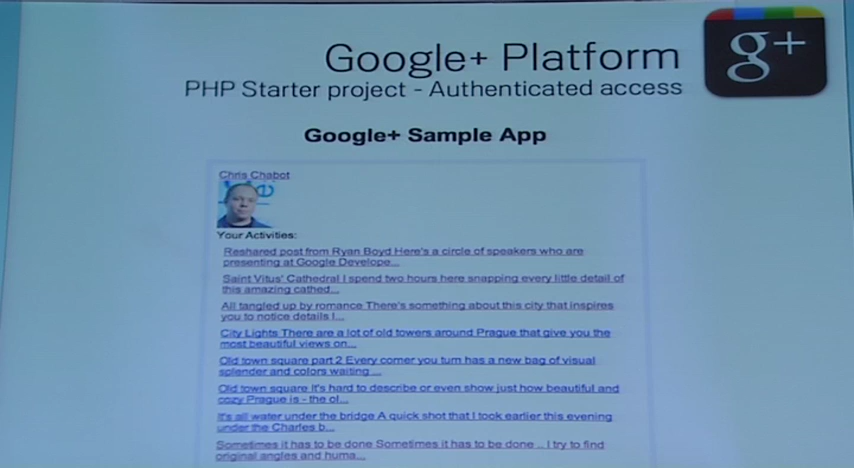 Google+ Platform
g+
PHP Starter project - Authenticated access
Google+ Sample App
Chris Chabot
Your Activities:
Reshared post from Ryan Boyd Here's a circle of speakers who are
presenting at Google Develope...
Saint Vitus' Cathedral I spend two hours here snapping every little detail of
this amazing cathed...
All tangled up by romance There's something about this city that inspires
you to notice details I...
City Lights There are a lot of old towers around Prague that give you the
most beautiful views on...
Old town square part 2 Every corner you turn has a new bag of visual
splender and colors waiting ...
Old town square It's hard to describe or even show just how beautiful and
cozy Prague is - the ol...
It's all water under the bridge A quick shot that I took earlier this evening
under the Charles b...
Sometimes it has to be done Sometimes it has to be done .. I try to find
original angles and huma...